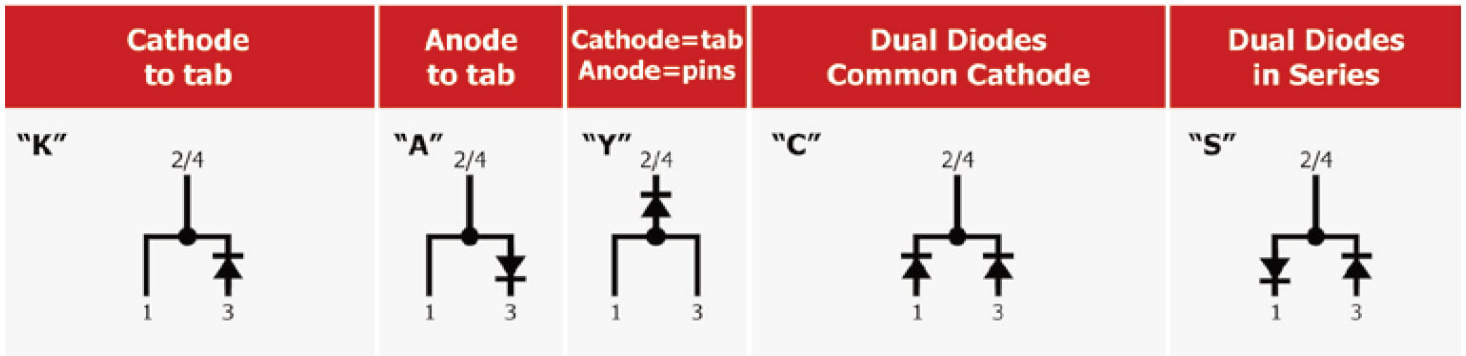 Cathode
to tab
Anode
to tab
Cathode=tab
Anode=pins
Dual Diodes
Common Cathode
Dual Diodes
in Series
“K”
2/4
1
3
“A”
2/4
1
3
“Y”
2/4
1
3
“C”
2/4
1
3
“S”
2/4
1
3